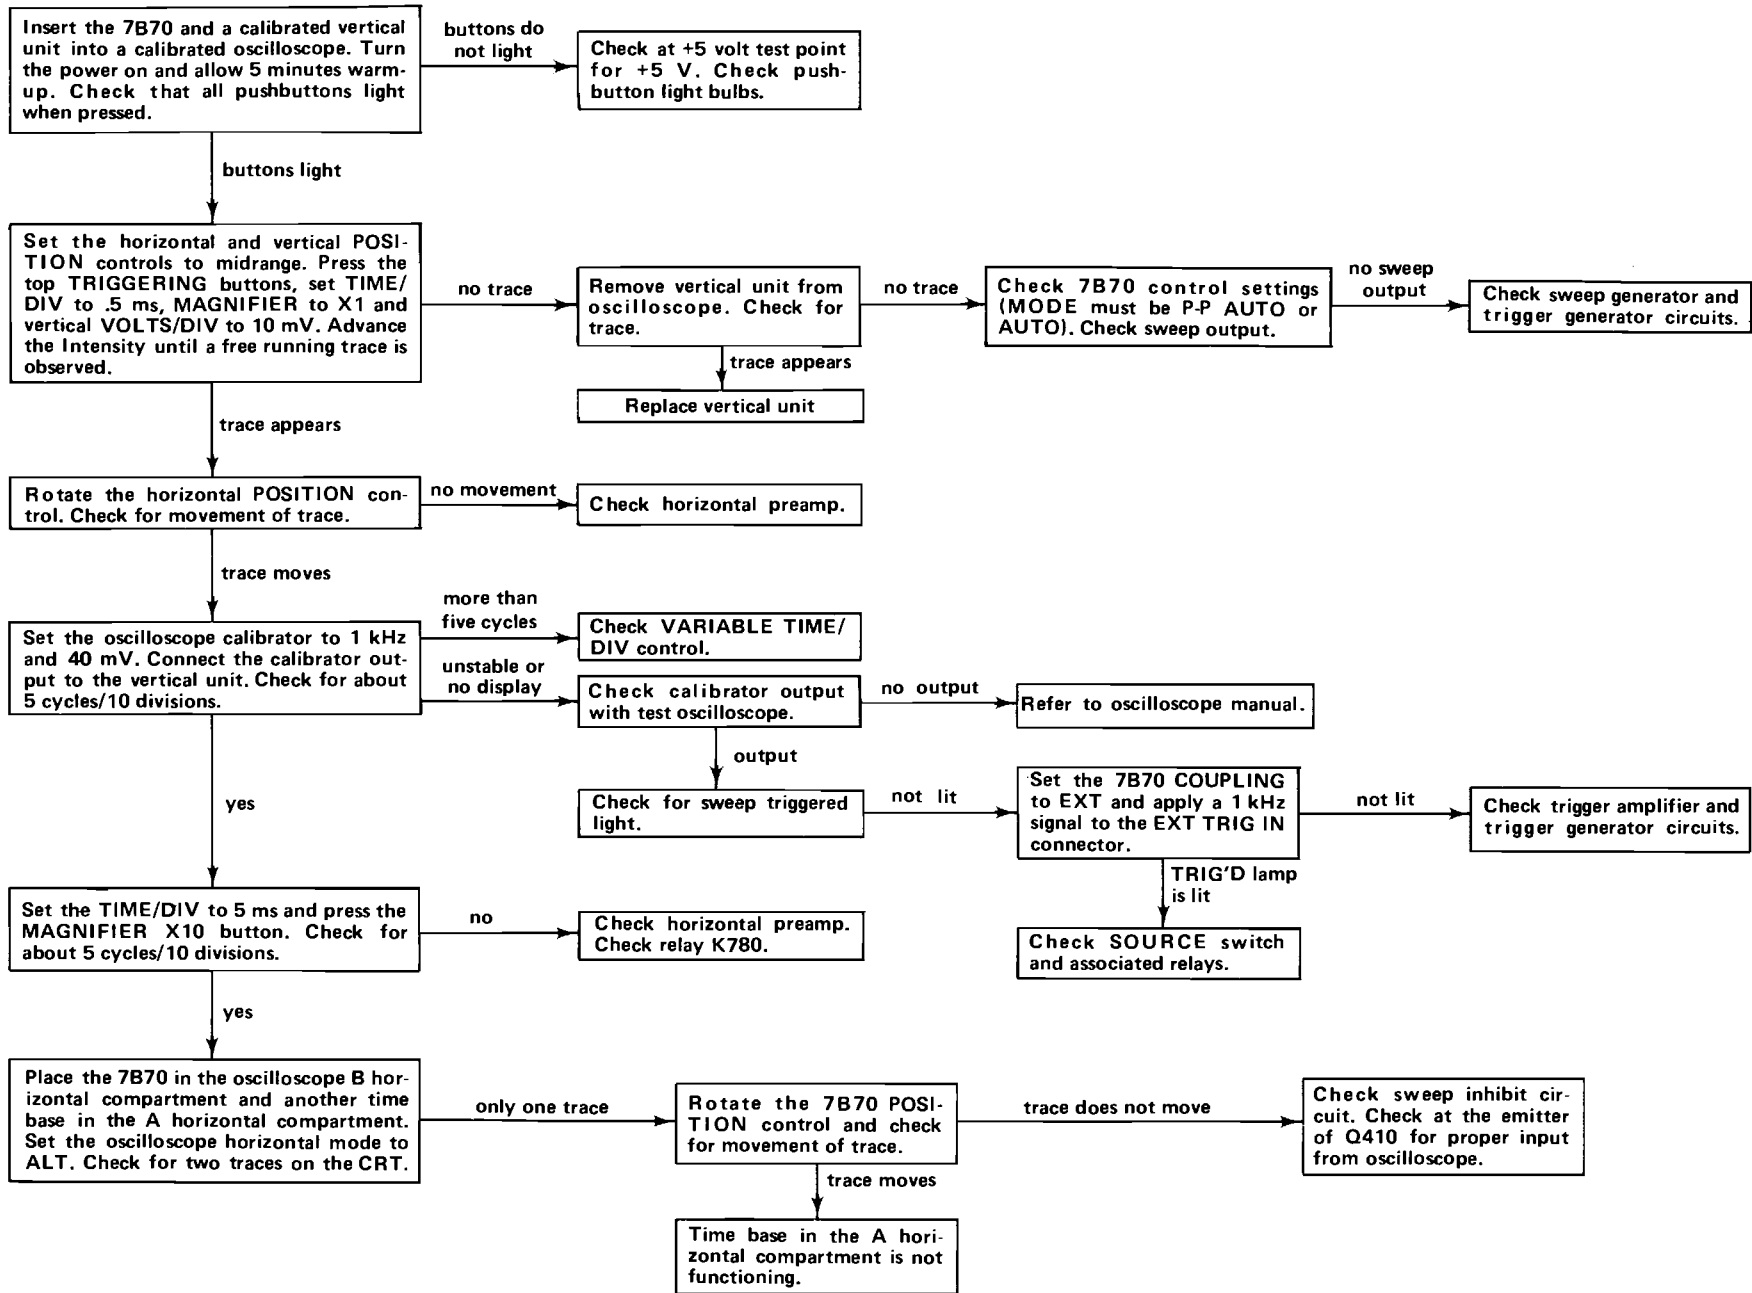 Insert the 7B70 and a calibrated vertical
unit into a calibrated oscilloscope. Turn
the power on and allow 5 minutes warm-
up. Check that all pushbuttons light
when pressed.
buttons do
not light
Check at +5 volt test point
for +5 V. Check push-
button light bulbs.
buttons light
Set the horizontal and vertical POSI-
TION controls to midrange. Press the
top TRIGGERING buttons, set TIME/
DIV to .5 ms, MAGNIFIER to X1 and
vertical VOLTS/DIV to 10 mV. Advance
the Intensity until a free running trace is
observed.
no trace
Remove vertical unit from
oscilloscope. Check for
trace.
no trace
Check 7B70 control settings
(MODE must be P-P AUTO or
AUTO). Check sweep output.
no sweep
output
Check sweep generator and
trigger generator circuits.
trace appears
Replace vertical unit
trace appears
Rotate the horizontal POSITION con-
trol. Check for movement of trace.
no movement
Check horizontal preamp.
trace moves
Set the oscilloscope calibrator to 1 kHz
and 40 mV. Connect the calibrator out-
put to the vertical unit. Check for about
5 cycles/10 divisions.
more than
five cycles
Check VARIABLE TIME/
DIV control.
unstable or
no display
Check calibrator output
with test oscilloscope.
no output
Refer to oscilloscope manual.
output
Check for sweep triggered
light.
not lit
Set the 7B70 COUPLING
to EXT and apply a 1 kHz
signal to the EXT TRIG IN
connector.
not lit
Check trigger amplifier and
trigger generator circuits.
TRIG'D lamp
is lit
Check SOURCE switch
and associated relays.
yes
Set the TIME/DIV to 5 ms and press the
MAGNIFIER X10 button. Check for
about 5 cycles/10 divisions.
no
Check horizontal preamp.
Check relay K780.
yes
Place the 7B70 in the oscilloscope B hor-
izontal compartment and another time
base in the A horizontal compartment.
Set the oscilloscope horizontal mode to
ALT. Check for two traces on the CRT.
only one trace
Rotate the 7B70 POSI-
TION control and check
for movement of trace.
trace does not move
Check sweep inhibit cir-
cuit. Check at the emitter
of Q410 for proper input
from oscilloscope.
trace moves
Time base in the A hori-
zontal compartment is not
functioning.